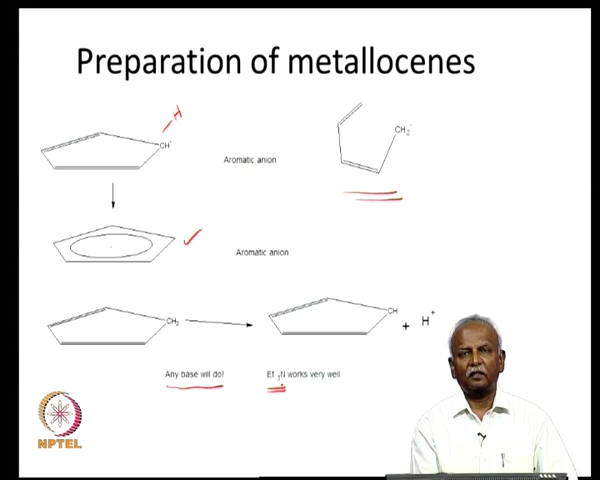 Preparation of metallocenes
H
CH⁻
CH₂⁻
Aromatic anion
Aromatic anion
CH₂
CH
+ H⁺
Any base will do!
Et ₃N works very well
NPTEL